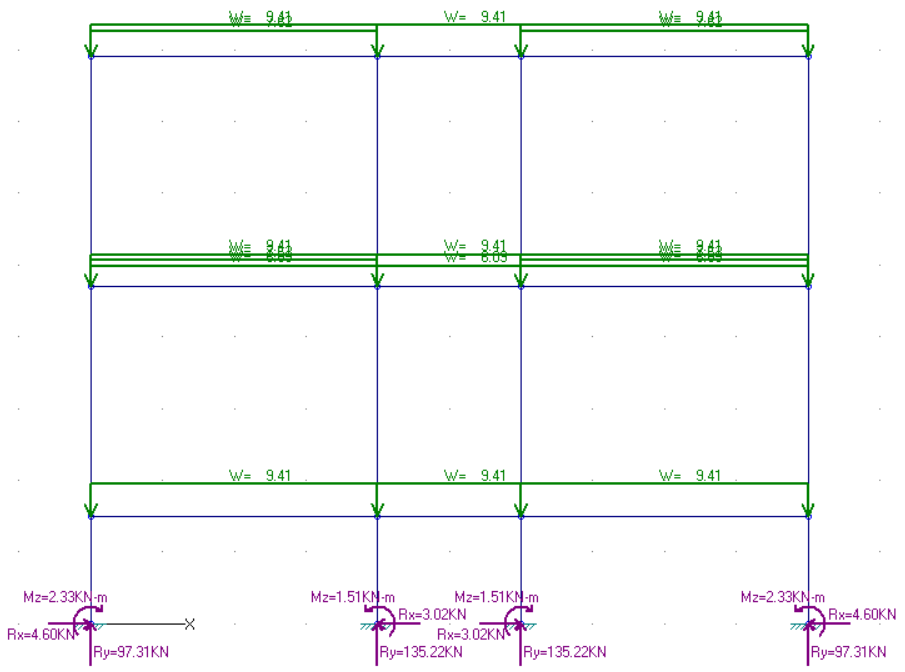 W= 9.41
W= 9.41
W= 9.41
W= 9.41
W= 9.41
W= 6.09
W= 9.41
W= 9.41
W= 9.41
W= 9.41
Mz=2.33KN-m
Mz=1.51KN-m
Mz=1.51KN-m
Mz=2.33KN-m
Rx=4.60KN
Rx=3.02KN
Rx=3.02KN
Rx=4.60KN
X
Ry=97.31KN
Ry=135.22KN
Ry=135.22KN
Ry=97.31KN